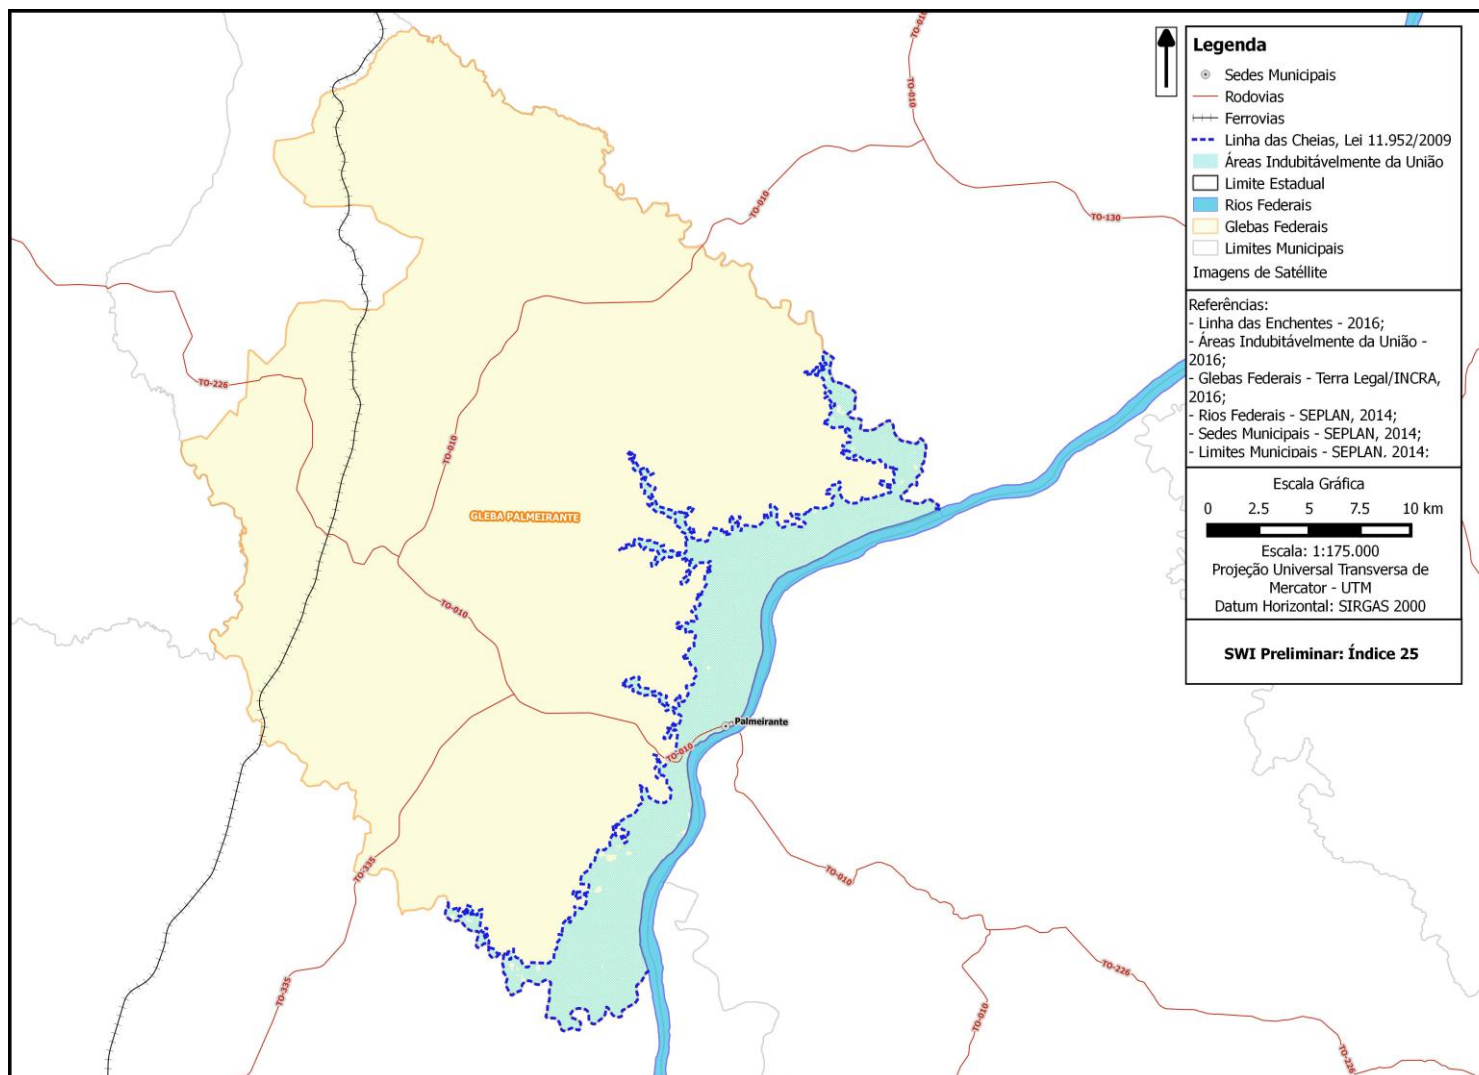 TO-010
TO-010
TO-010
TO-130
TO-226
TO-010
GLEBA PALMEIRANTE
TO-010
Palmeirante
TO-010
TO-335
TO-010
TO-226
TO-335
TO-010
TO-226
Legenda
Sedes Municipais
Rodovias
Ferrovias
Linha das Cheias, Lei 11.952/2009
Áreas Indubitávelmente da União
Limite Estadual
Rios Federais
Glebas Federais
Limites Municipais
Imagens de Satéllite
Referências:
- Linha das Enchentes - 2016;
- Áreas Indubitávelmente da União -
2016;
- Glebas Federais - Terra Legal/INCRA,
2016;
- Rios Federais - SEPLAN, 2014;
- Sedes Municipais - SEPLAN, 2014;
- Limites Municipais - SEPLAN. 2014:
Escala Gráfica
0 2.5 5 7.5 10 km
Escala: 1:175.000
Projeção Universal Transversa de
Mercator - UTM
Datum Horizontal: SIRGAS 2000
SWI Preliminar: Índice 25